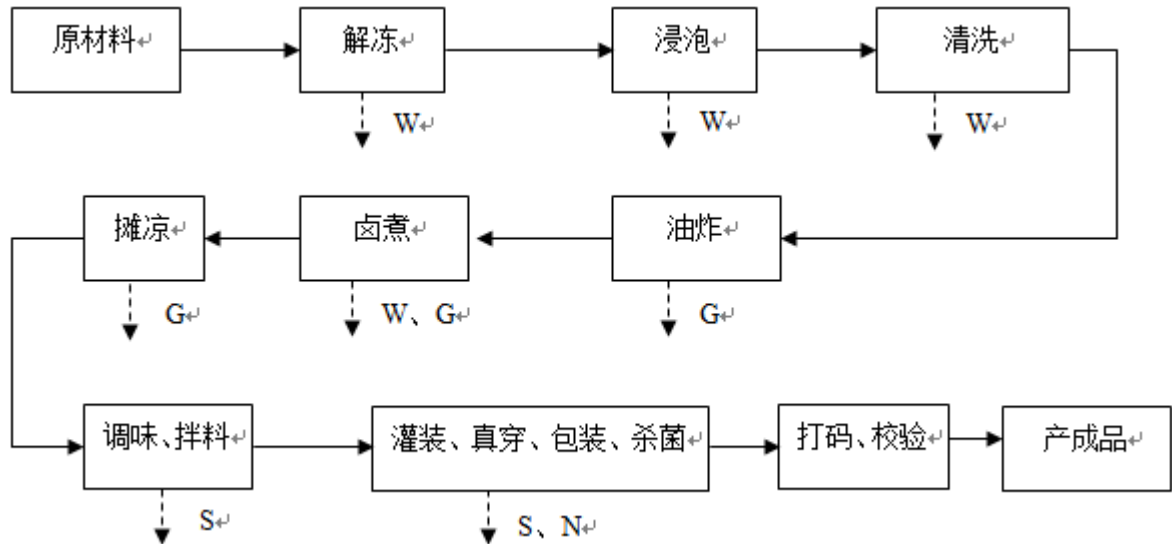 原材料↵
解冻↵
浸泡↵
清洗↵
W↵
W↵
W↵
摊凉↵
卤煮↵
油炸↵
G↵
W、G↵
G↵
调味、拌料↵
灌装、真穿、包装、杀菌↵
打码、校验↵
产成品↵
S↵
S、N↵